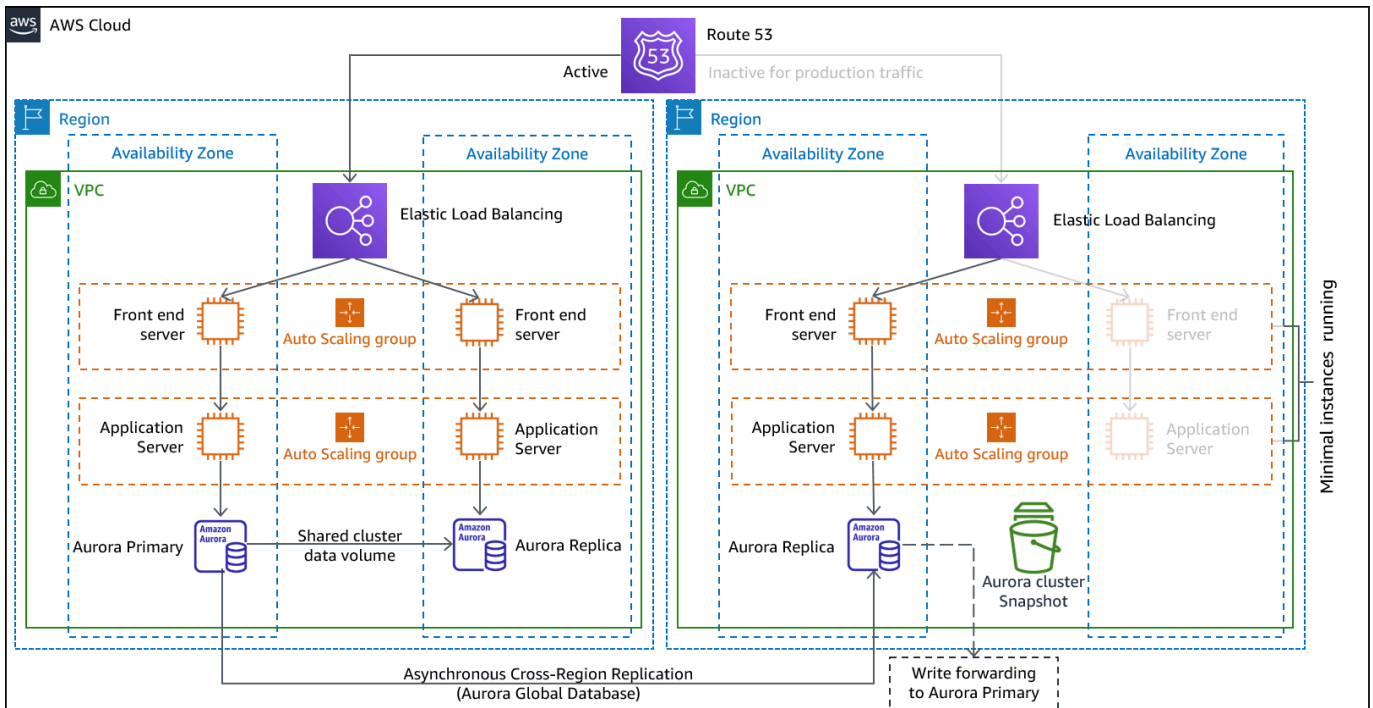 aws
AWS Cloud
53
Route 53
Active
Inactive for production traffic
Region
Availability Zone
Availability Zone
VPC
Elastic Load Balancing
Front end
server
Auto Scaling group
Front end
server
Application
Server
Auto Scaling group
Application
Server
Aurora Primary
Amazon
Aurora
Shared cluster
data volume
Amazon
Aurora
Aurora Replica
Region
Availability Zone
Availability Zone
VPC
Elastic Load Balancing
Front end
server
Auto Scaling group
Front end
server
Application
Server
Auto Scaling group
Application
Server
Minimal instances running
Aurora Replica
Amazon
Aurora
Aurora cluster
Snapshot
Asynchronous Cross-Region Replication
(Aurora Global Database)
Write forwarding
to Aurora Primary